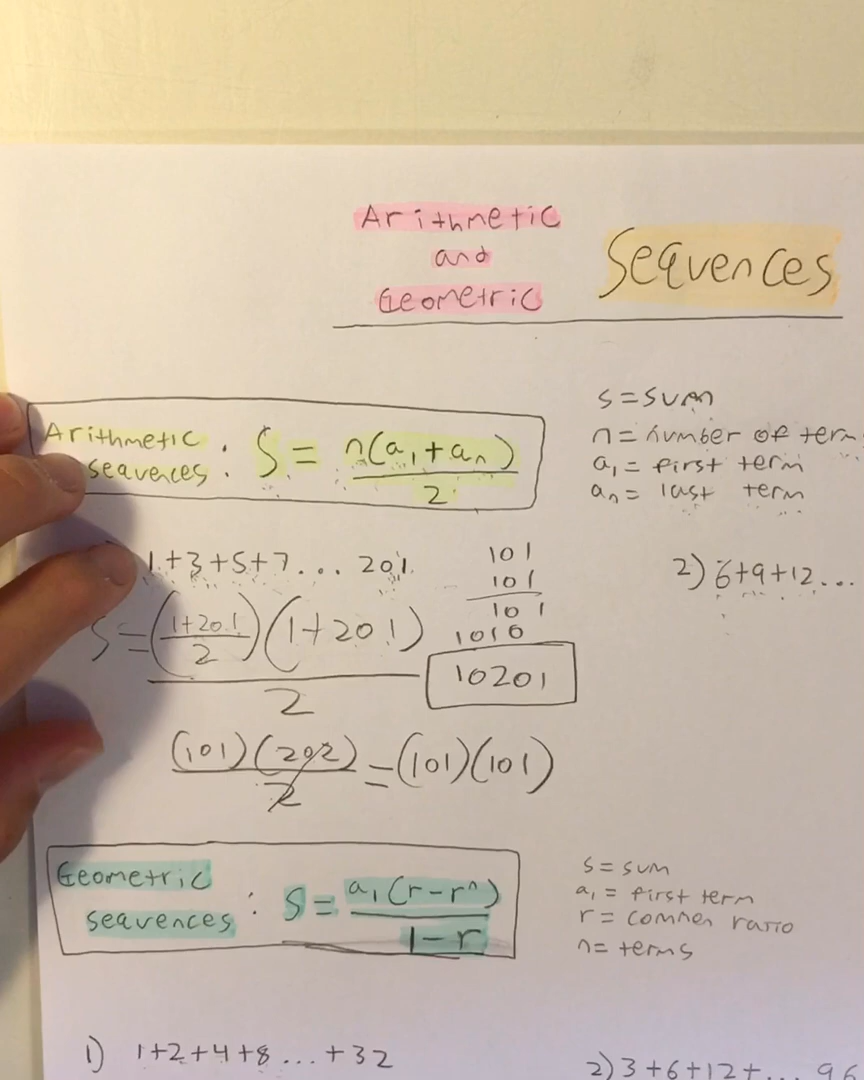 Arithmetic
and
Geometric
Sequences
Arithmetic
sequences : S = n(a₁+aₙ)/2
s = sum
n = number of term
a₁ = first term
aₙ = last term
1+3+5+7... 201
S = ((1+201)/2)(1+201)/2
101
101
101
1010
10201
(101)(202)/2 = (101)(101)
2) 6+9+12...
Geometric
sequences : S = a₁(r-rⁿ)/1-r
s = sum
a₁ = first term
r = common ratio
n = terms
1) 1+2+4+8...+32
2) 3+6+12+... 96